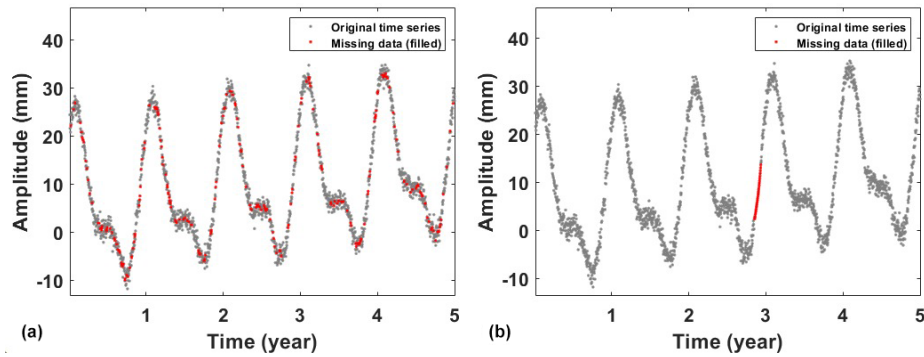 Original time series
Missing data (filled)
40
30
20
10
0
-10
Amplitude (mm)
1
2
3
4
5
Time (year)
(a)
Original time series
Missing data (filled)
40
30
20
10
0
-10
Amplitude (mm)
1
2
3
4
5
Time (year)
(b)